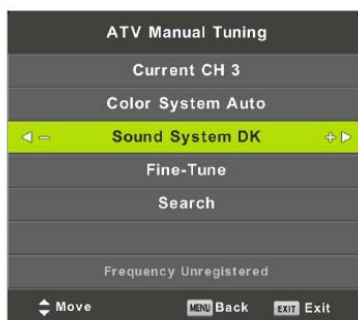 ATV Manual Tuning
Current CH 3
Color System Auto
Sound System DK
Fine-Tune
Search
Frequency Unregistered
Move MENU Back EXIT Exit